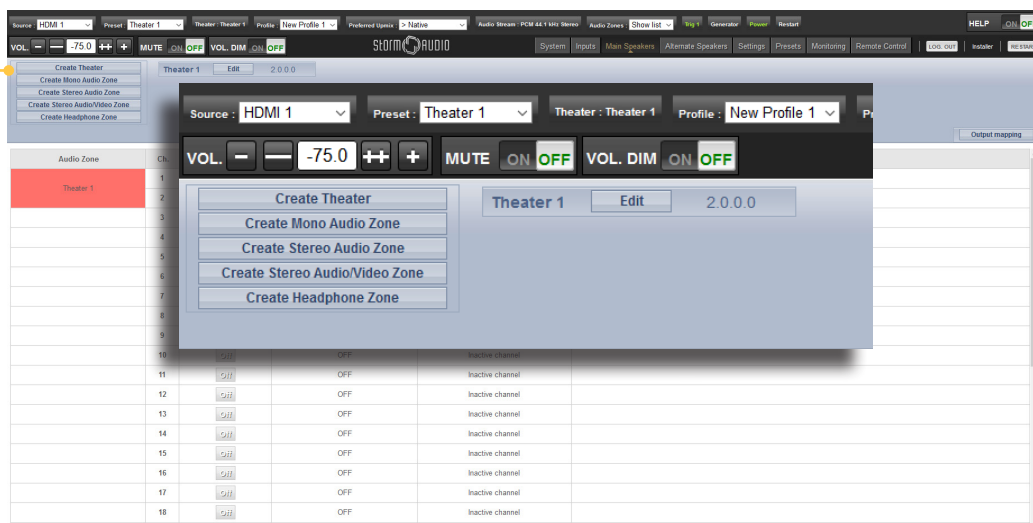 Source : HDMI 1 Preset : Theater 1 Theater : Theater 1 Profile : New Profile 1 Preferred Upmix : > Native Audio Stream : PCM 44.1 kHz Stereo Audio Zones : Show list Trig 1 Generator Power Restart HELP ON OF
VOL. -75.0 MUTE ON OFF VOL. DIM ON OFF StormAUDIO System Inputs Main Speakers Alternate Speakers Settings Presets Monitoring Remote Control LOG. OUT Installer RESTAR
Create Theater Theater 1 Edit 2.0.0.0
Create Mono Audio Zone
Create Stereo Audio Zone
Create Stereo Audio/Video Zone
Create Headphone Zone
Output mapping
Source : HDMI 1 Preset : Theater 1 Theater : Theater 1 Profile : New Profile 1 P
VOL. - — -75.0 ++ + MUTE ON OFF VOL. DIM ON OFF
Create Theater Theater 1 Edit 2.0.0.0
Create Mono Audio Zone
Create Stereo Audio Zone
Create Stereo Audio/Video Zone
Create Headphone Zone
Audio Zone Ch.
Theater 1
1
2
3
4
5
6
7
8
9
10 Off OFF Inactive channel
11 Off OFF Inactive channel
12 Off OFF Inactive channel
13 Off OFF Inactive channel
14 Off OFF Inactive channel
15 Off OFF Inactive channel
16 Off OFF Inactive channel
17 Off OFF Inactive channel
18 Off OFF Inactive channel